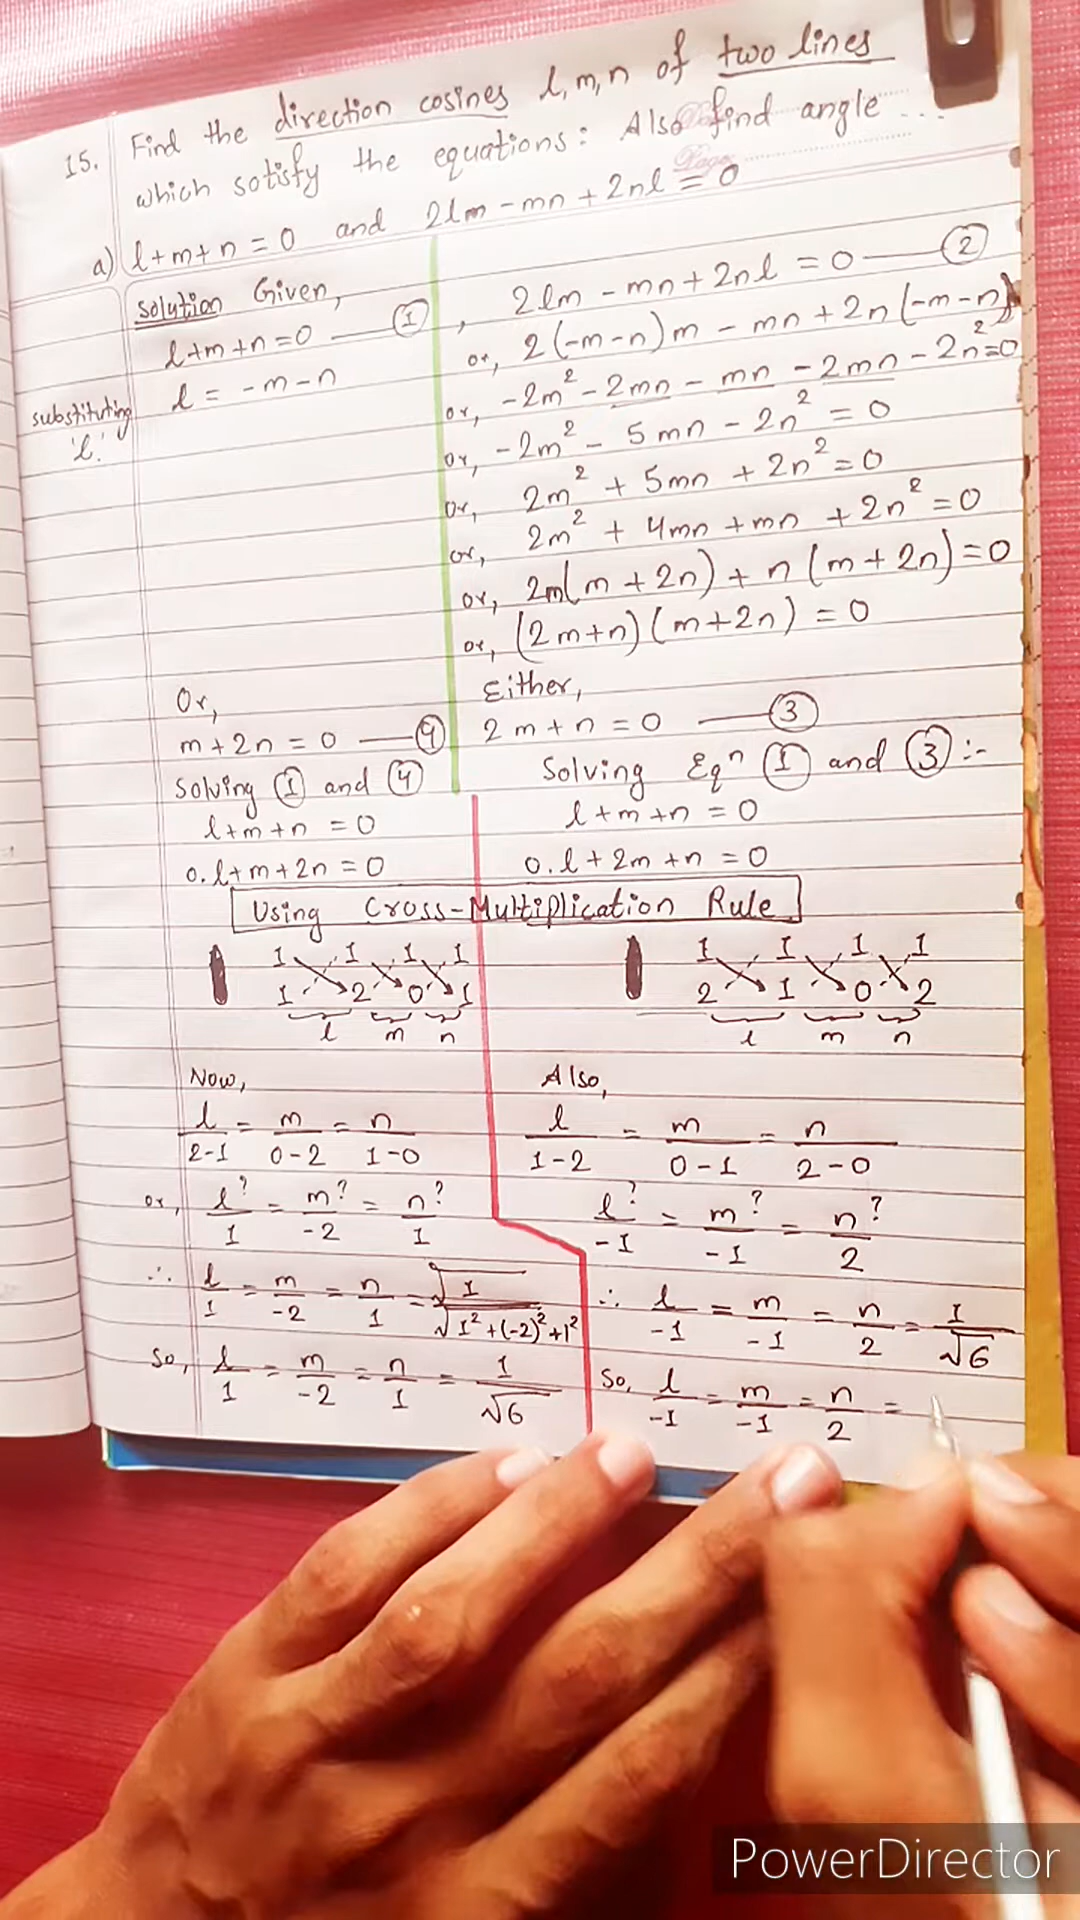 15. Find the direction cosines l, m, n of two lines
which sotisfy the equations: Also find angle ...
a) l+m+n = 0 and 2lm - mn + 2nl = 0
Solution Given,
l+m+n=0 —— (1)
l = -m-n
substituting
'l'.
, 2lm - mn + 2nl = 0 —— (2)
or, 2(-m-n)m - mn + 2n(-m-n)
or, -2m² - 2mn - mn - 2mn - 2n²=0
or, -2m² - 5mn - 2n² = 0
or, 2m² + 5mn + 2n² = 0
or, 2m² + 4mn + mn + 2n² = 0
or, 2m(m + 2n) + n(m + 2n) = 0
or, (2m+n)(m+2n) = 0
Or,
m+2n = 0 —— (4)
Solving (1) and (4)
l+m+n = 0
0.l+m+2n = 0
Either,
2m+n = 0 —— (3)
Solving Eqⁿ (1) and (3) :-
l+m+n = 0
0.l + 2m+n = 0
Using Cross-Multiplication Rule
1 1 1 1
1 2 0 1
l m n
1 1 1 1
2 1 0 2
l m n
Now,
l/2-1 = m/0-2 = n/1-0
or, l?/1 = m?/-2 = n?/1
∴ l/1 = m/-2 = n/1 = √1/√1²+(-2)²+1²
So, l/1 = m/-2 = n/1 = 1/√6
Also,
l/1-2 = m/0-1 = n/2-0
l?/-1 = m?/-1 = n?/2
∴ l/-1 = m/-1 = n/2 = 1/√6
So, l/-1 = m/-1 = n/2 =
PowerDirector